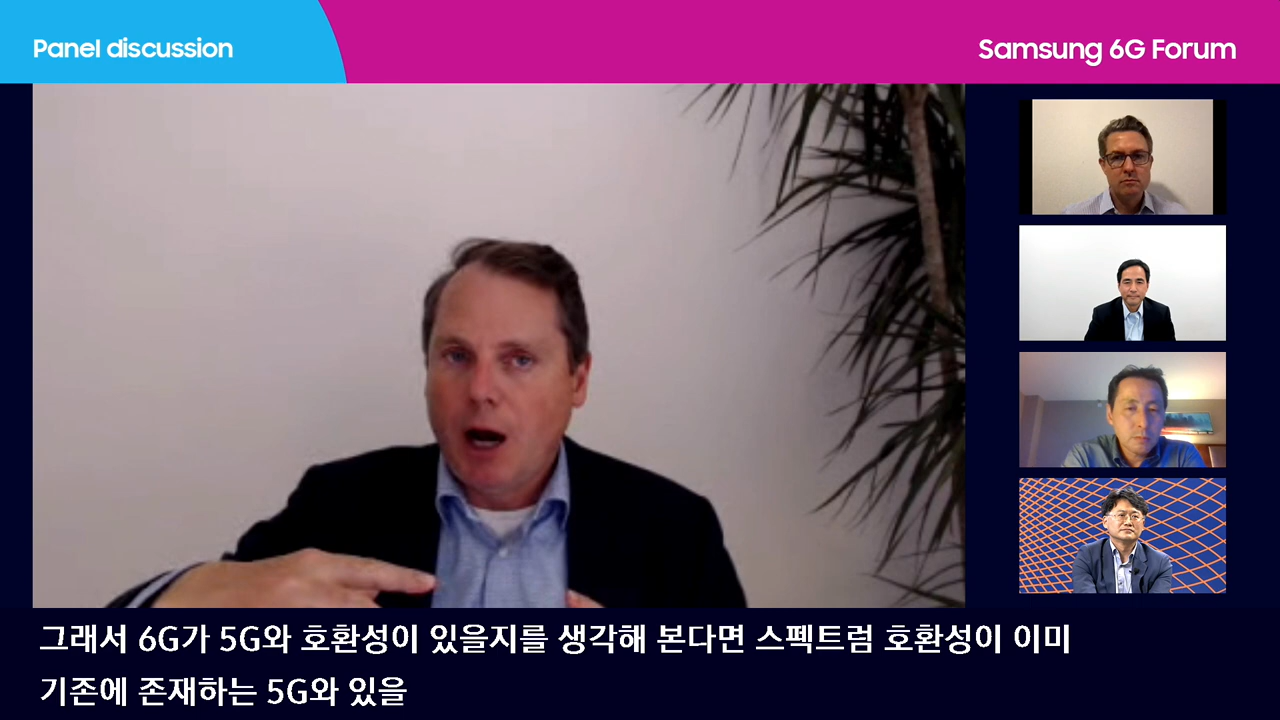 Panel discussion
Samsung 6G Forum
그래서 6G가 5G와 호환성이 있을지를 생각해 본다면 스펙트럼 호환성이 이미
기존에 존재하는 5G와 있을